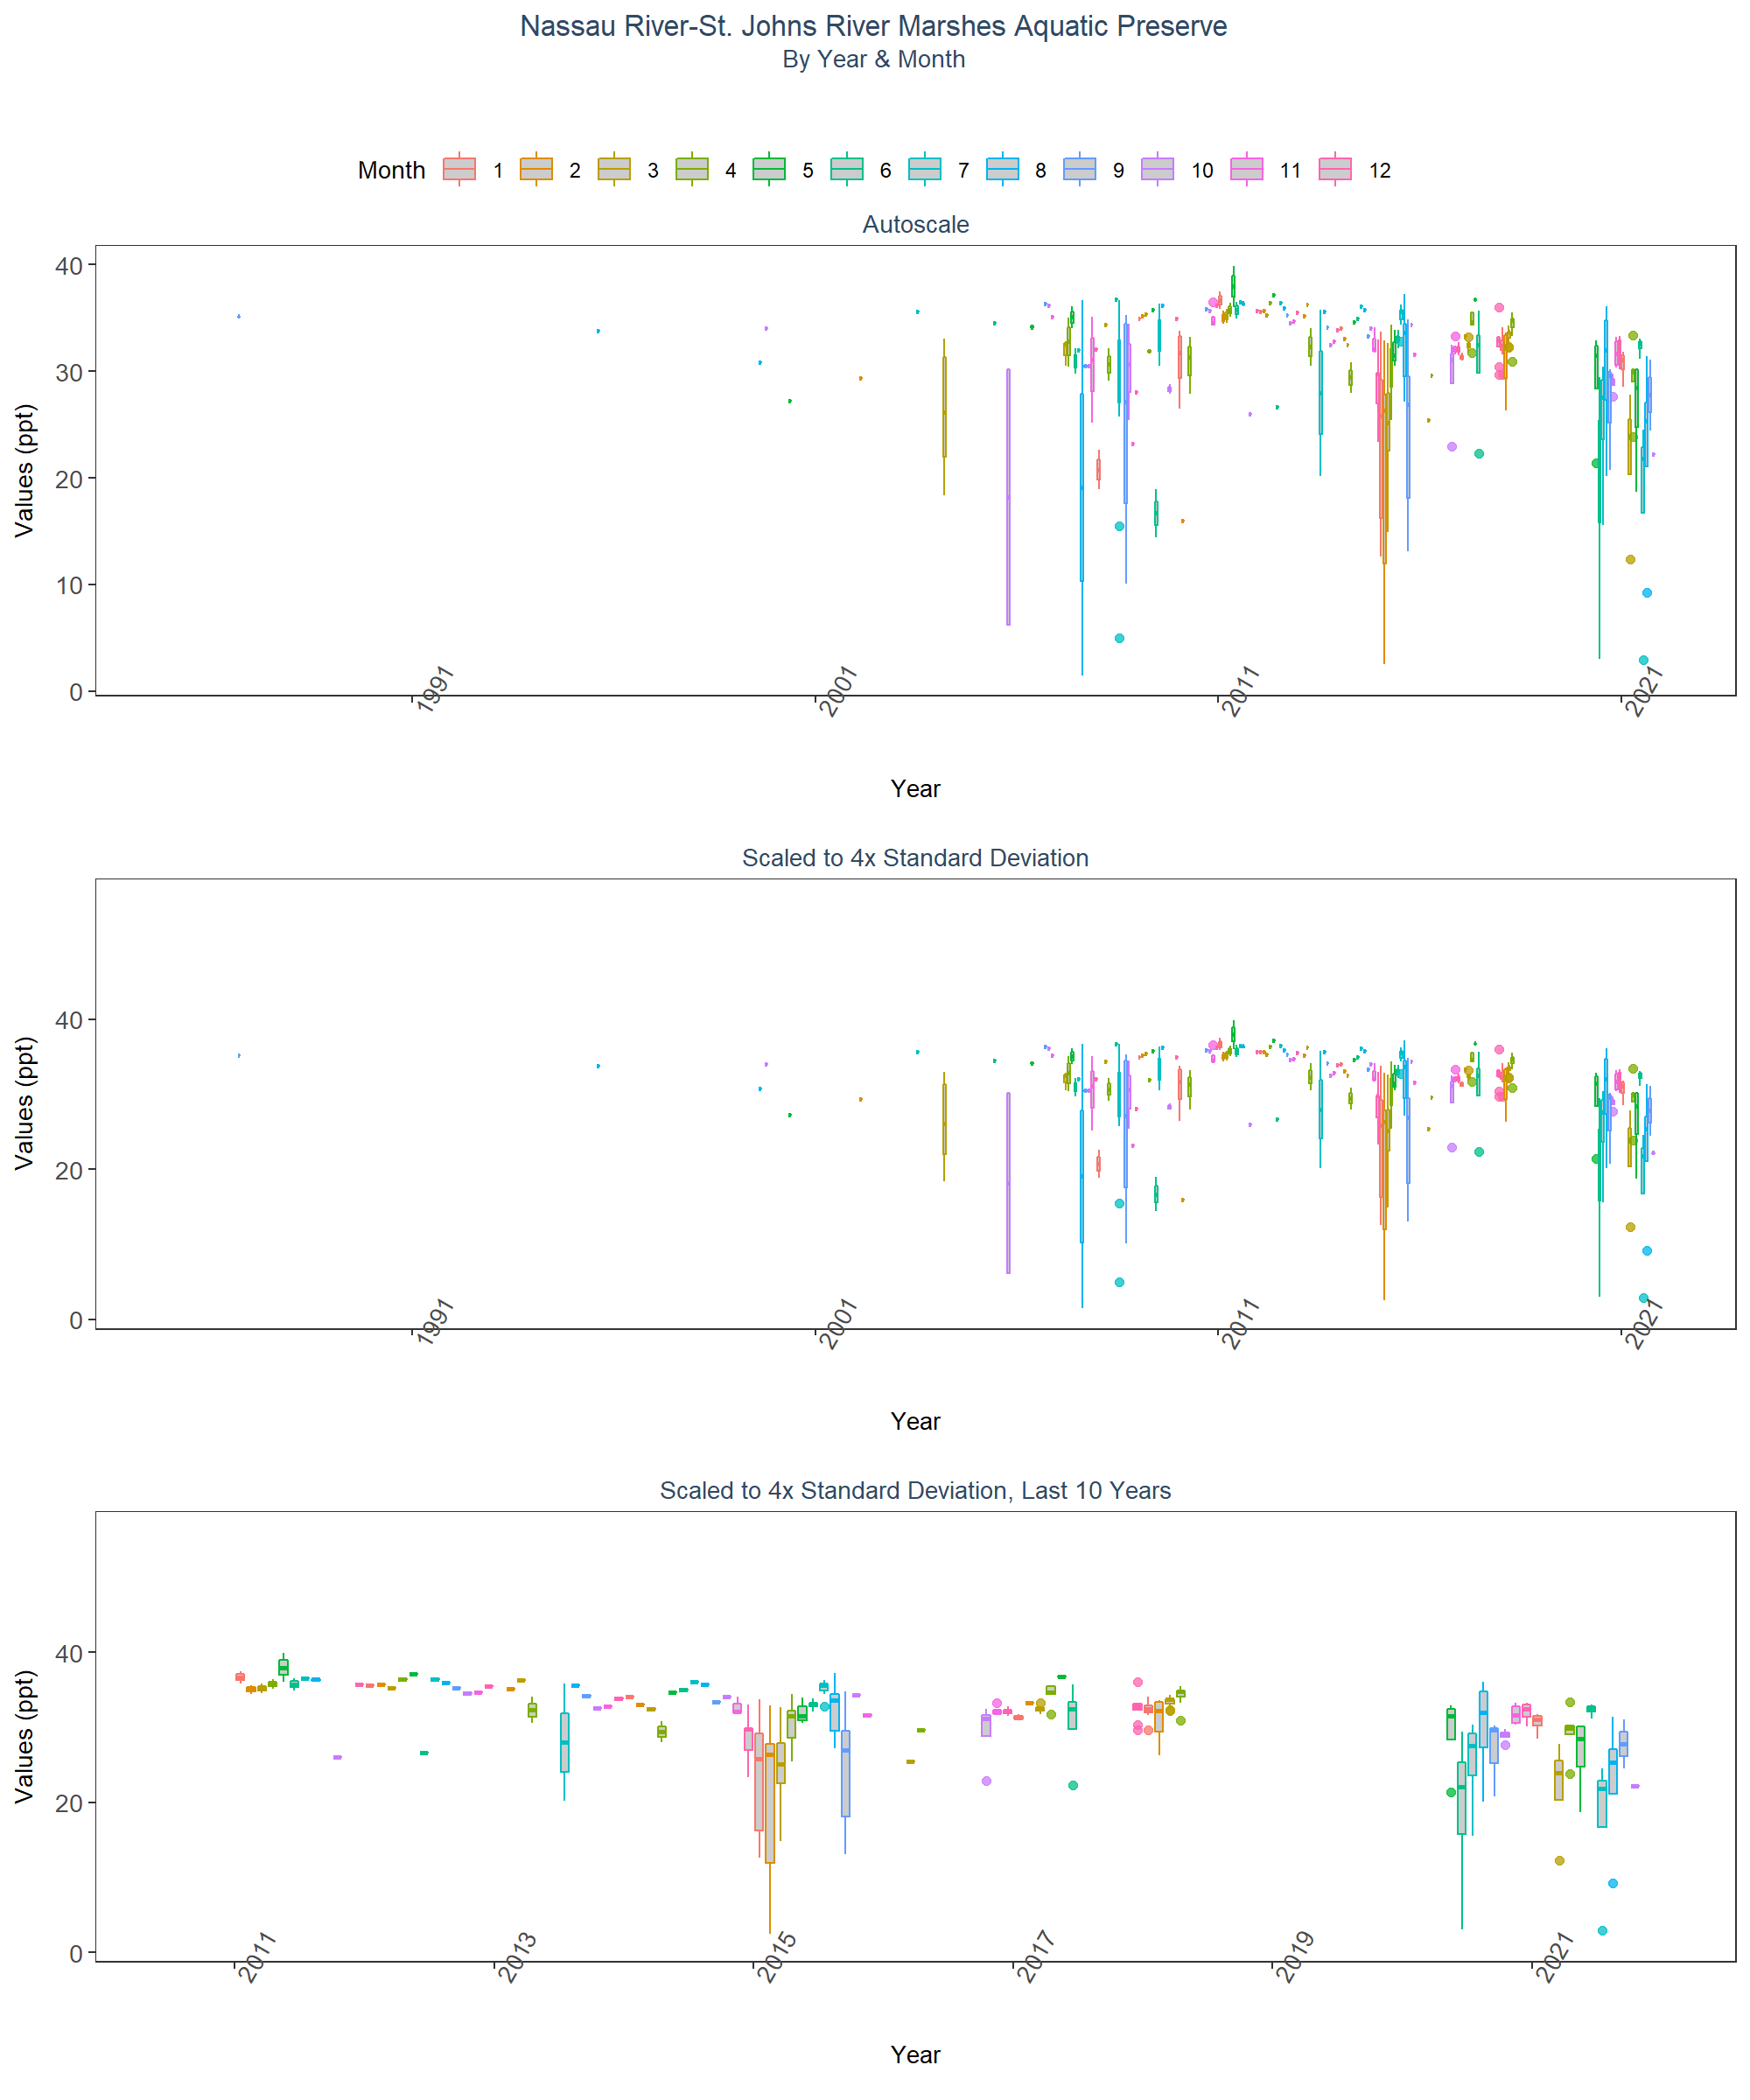 Nassau River-St. Johns River Marshes Aquatic Preserve
By Year & Month
Month 1 2 3 4 5 6 7 8 9 10 11 12
Autoscale
Values (ppt)
40
30
20
10
0
1991 2001 2011 2021
Year
Scaled to 4x Standard Deviation
Values (ppt)
40
20
0
1991 2001 2011 2021
Year
Scaled to 4x Standard Deviation, Last 10 Years
Values (ppt)
40
20
0
2011 2013 2015 2017 2019 2021
Year